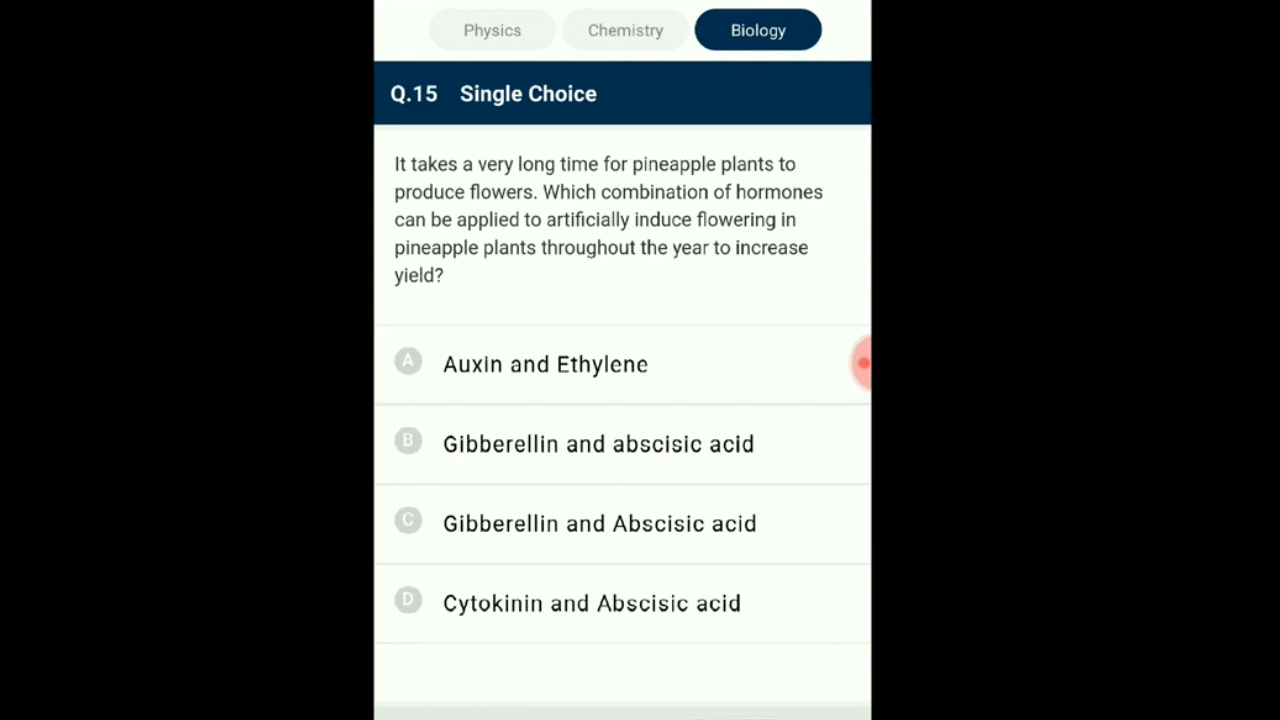 Physics Chemistry Biology
Q.15 Single Choice
It takes a very long time for pineapple plants to
produce flowers. Which combination of hormones
can be applied to artificially induce flowering in
pineapple plants throughout the year to increase
yield?
A Auxin and Ethylene
B Gibberellin and abscisic acid
C Gibberellin and Abscisic acid
D Cytokinin and Abscisic acid